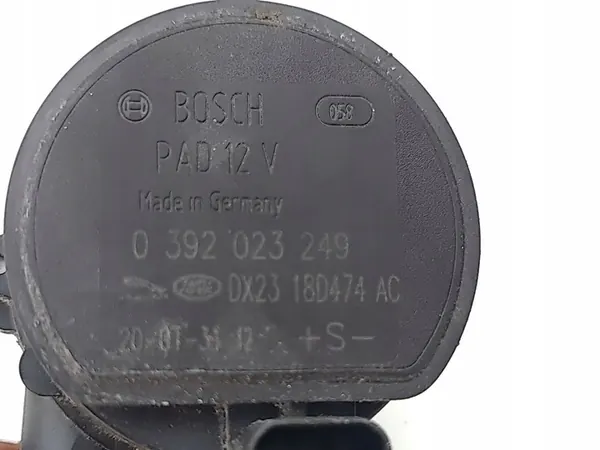 BOSCH 058
PAD 12 V
Made in Germany
0 392 023 249
DX23 18D474 AC
+S-